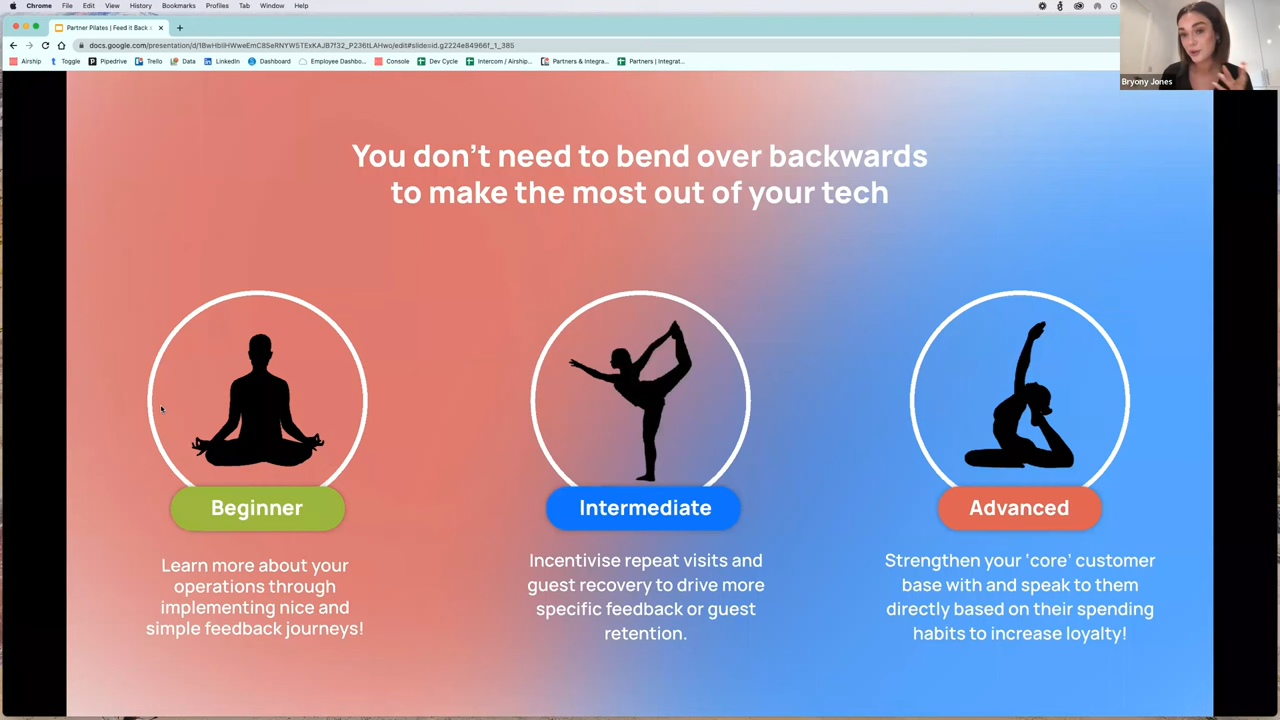 Chrome File Edit View History Bookmarks Profiles Tab Window Help
Partner Pilates | Feed it Back
docs.google.com/presentation/d/
Airship Toggle Pipedrive Trello Data LinkedIn Dashboard Employee Dashbo... Console Dev Cycle Intercom / Airship... Partners & Integra... Partners | Integrat...
Bryony Jones
You don't need to bend over backwards
to make the most out of your tech
Beginner
Learn more about your
operations through
implementing nice and
simple feedback journeys!
Intermediate
Incentivise repeat visits and
guest recovery to drive more
specific feedback or guest
retention.
Advanced
Strengthen your ‘core’ customer
base with and speak to them
directly based on their spending
habits to increase loyalty!